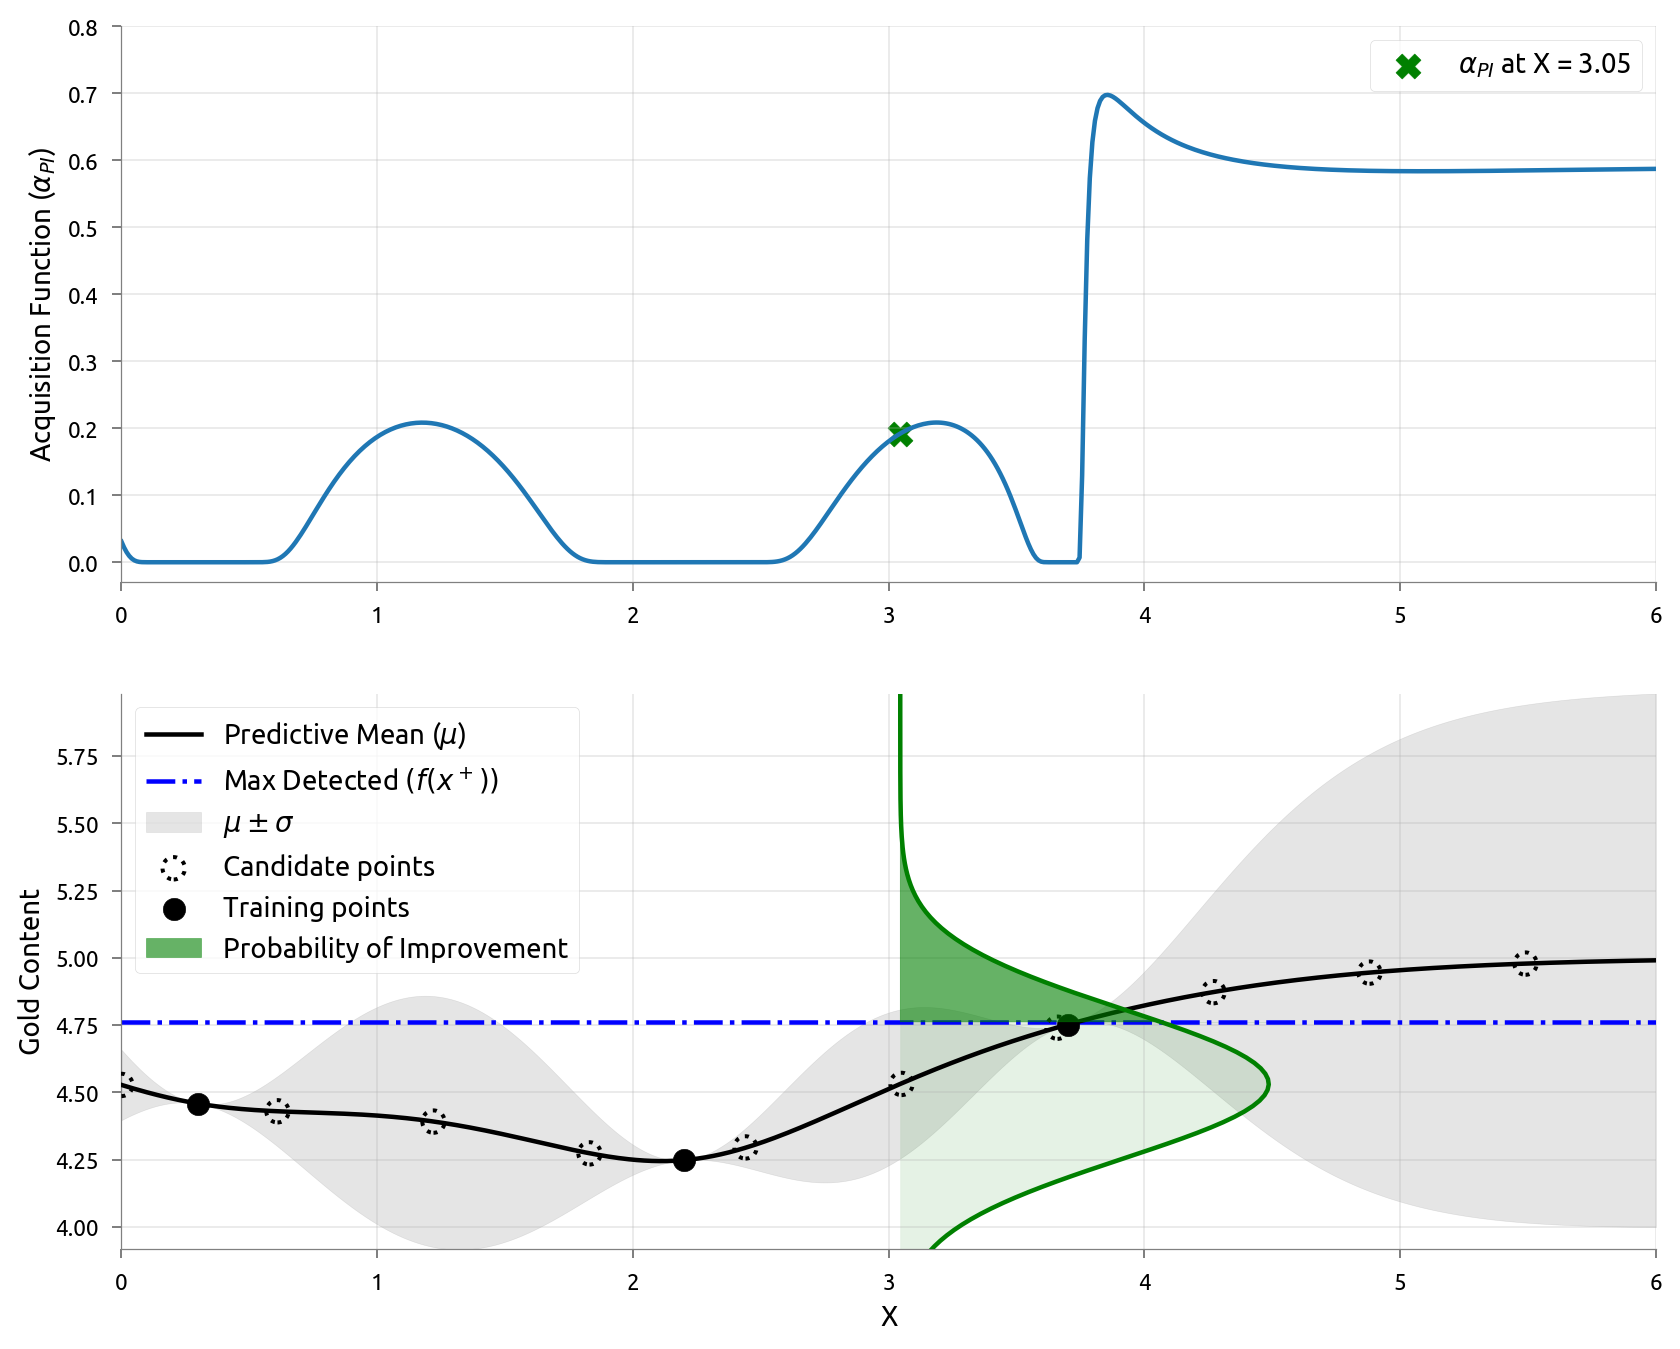 0.8
0.7
0.6
0.5
0.4
0.3
0.2
0.1
0.0
Acquisition Function (α_PI)
α_PI at X = 3.05
0 1 2 3 4 5 6
5.75
5.50
5.25
5.00
4.75
4.50
4.25
4.00
Gold Content
Predictive Mean (μ)
Max Detected (f(x⁺))
μ ± σ
Candidate points
Training points
Probability of Improvement
0 1 2 3 4 5 6
X